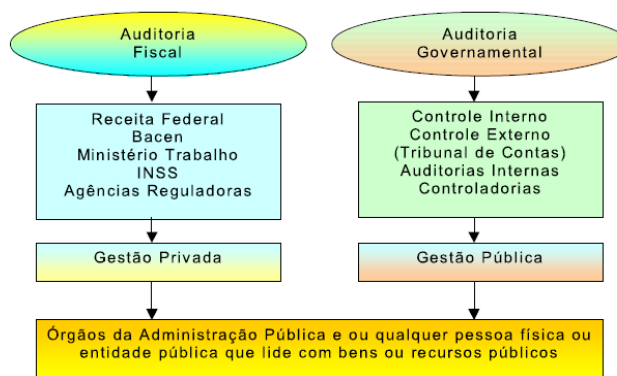 Auditoria
Fiscal
Auditoria
Governamental
Receita Federal
Bacen
Ministério Trabalho
INSS
Agências Reguladoras
Controle Interno
Controle Externo
(Tribunal de Contas)
Auditorias Internas
Controladorias
Gestão Privada
Gestão Pública
Órgãos da Administração Pública e ou qualquer pessoa física ou
entidade pública que lide com bens ou recursos públicos